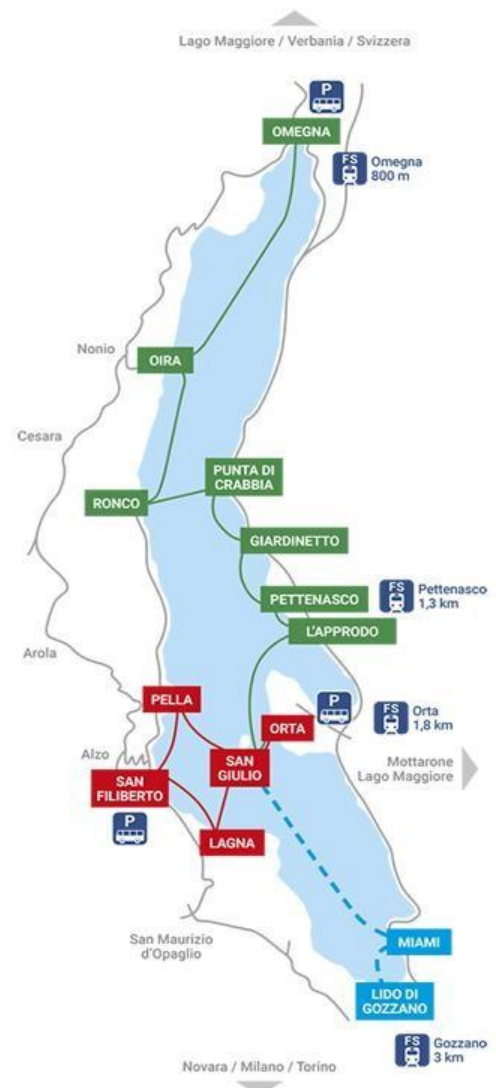 Lago Maggiore / Verbania / Svizzera
P
OMEGNA
FS
Omegna
800 m
Nonio
OIRA
Cesara
PUNTA DI
CRABBIA
RONCO
GIARDINETTO
PETTENASCO
FS
Pettenasco
1,3 km
L'APPRODO
Arola
PELLA
P
ORTA
FS
Orta
1,8 km
Alzo
SAN
GIULIO
Mottarone
Lago Maggiore
SAN
FILIBERTO
P
LAGNA
San Maurizio
d'Opaglio
MIAMI
LIDO DI
GOZZANO
FS
Gozzano
3 km
Novara / Milano / Torino